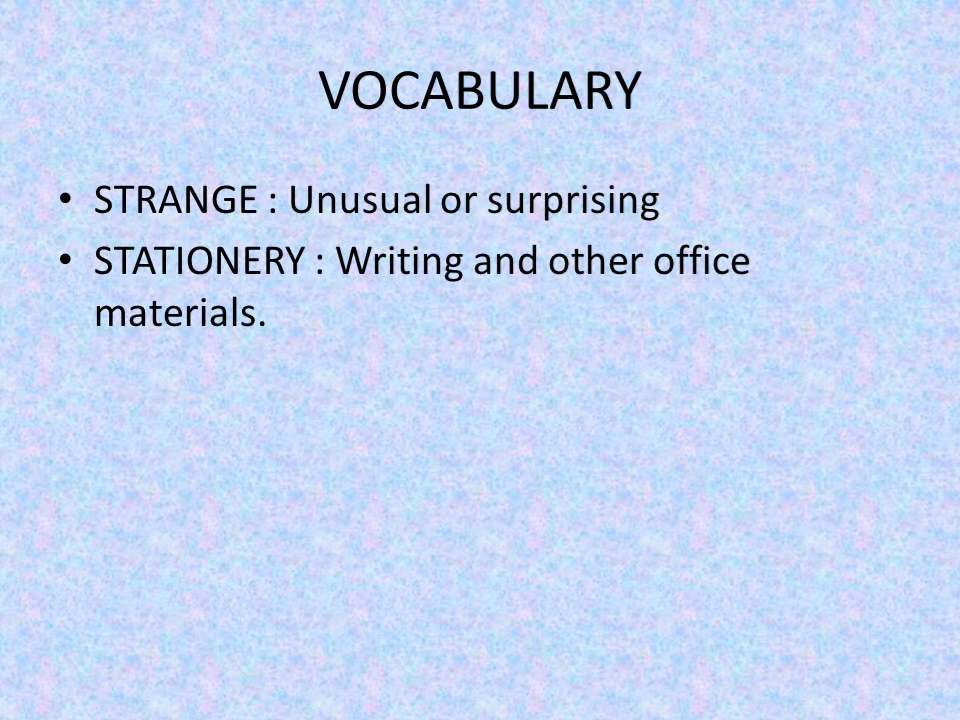 VOCABULARY
• STRANGE : Unusual or surprising
• STATIONERY : Writing and other office
materials.